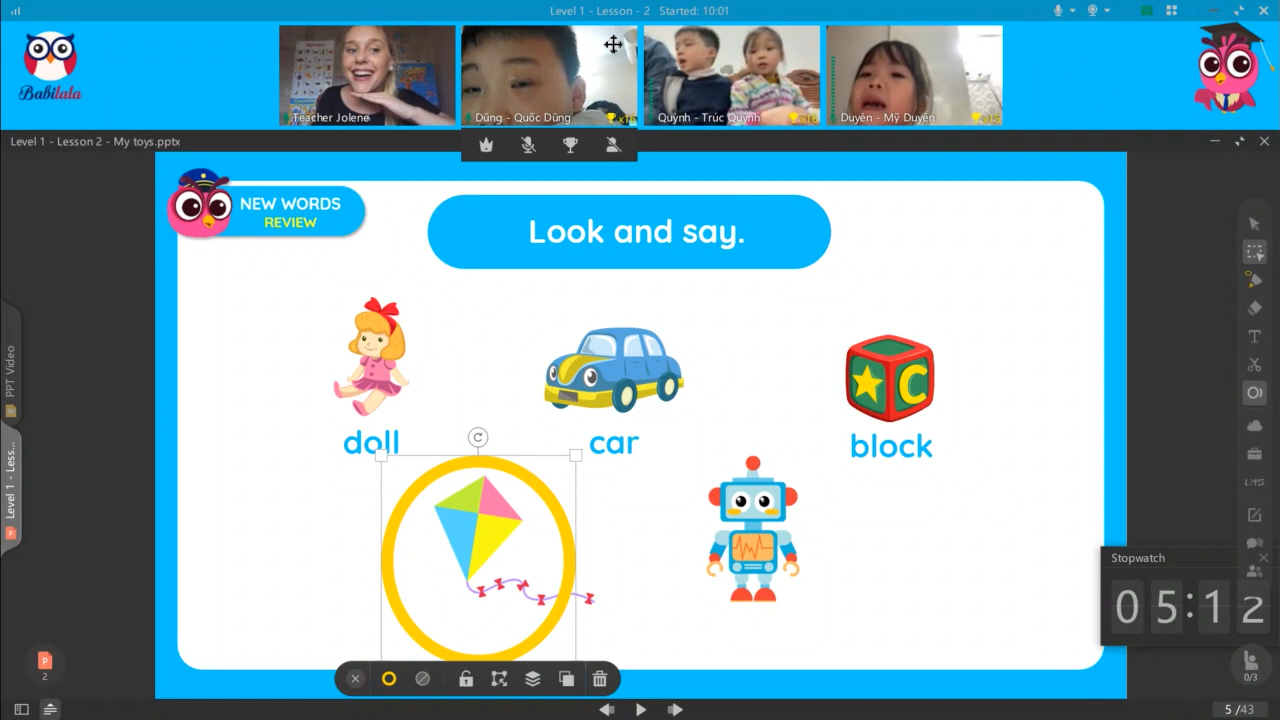 Level 1 - Lesson - 2 Started: 10:01
Babilala
Teacher Jolene
Dũng - Quốc Dũng
Quỳnh - Trúc Quỳnh
Duyên - Mỹ Duyên
Level 1 - Lesson 2 - My toys.pptx
NEW WORDS
REVIEW
Look and say.
C
doll
car
block
PPT Video
Level 1 - Less...
LMS
Stopwatch
05:12
2
0/3
5 /43